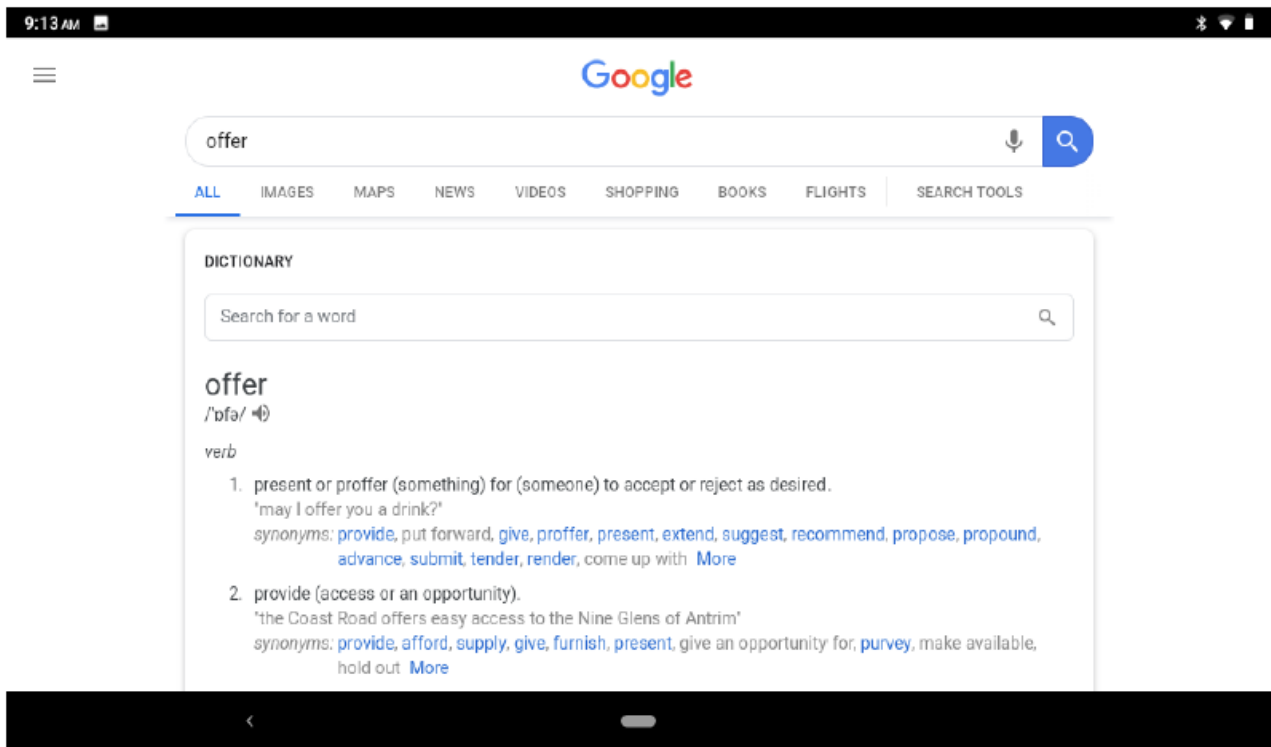 9:13 AM
Google
offer
ALL IMAGES MAPS NEWS VIDEOS SHOPPING BOOKS FLIGHTS SEARCH TOOLS
DICTIONARY
Search for a word
offer
/ˈɒfə/
verb
1. present or proffer (something) for (someone) to accept or reject as desired.
"may I offer you a drink?"
synonyms: provide, put forward, give, proffer, present, extend, suggest, recommend, propose, propound,
advance, submit, tender, render, come up with More
2. provide (access or an opportunity).
"the Coast Road offers easy access to the Nine Glens of Antrim"
synonyms: provide, afford, supply, give, furnish, present, give an opportunity for, purvey, make available,
hold out More